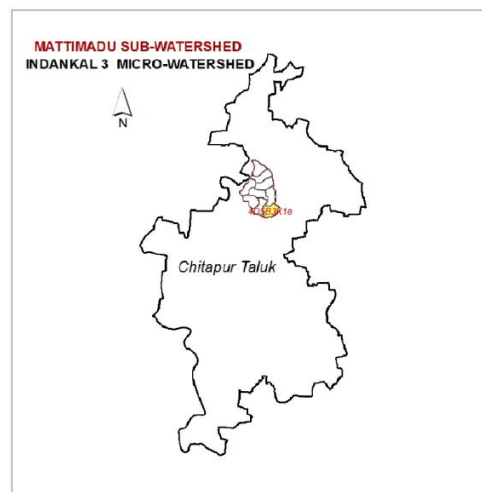 MATTIMADU SUB-WATERSHED
INDANKAL 3 MICRO-WATERSHED
N
Chitapur Taluk